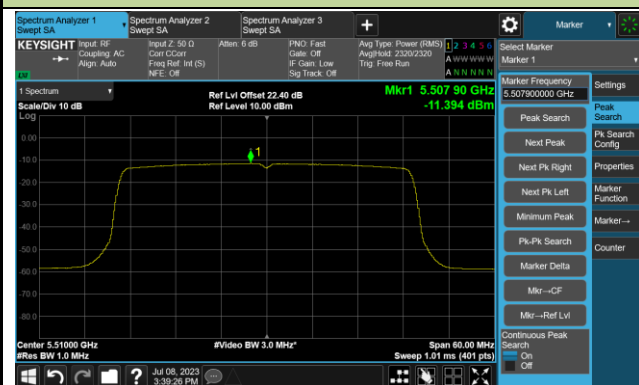 Spectrum Analyzer 1
Swept SA
Spectrum Analyzer 2
Swept SA
Spectrum Analyzer 3
Swept SA
+
Marker
KEYSIGHT
Input: RF
Coupling: AC
Align: Auto
Input Z: 50 Ω
Corr CCorr
Freq Ref: Int (S)
NFE: Off
Atten: 6 dB
PNO: Fast
Gate: Off
IF Gain: Low
Sig Track: Off
Avg Type: Power (RMS)
Avg|Hold: 2320/2320
Trig: Free Run
1 2 3 4 5 6
A W W W W W
A N N N N N
LXI
Select Marker
Marker 1
1 Spectrum
Scale/Div 10 dB
Log
Ref Lvl Offset 22.40 dB
Ref Level 10.00 dBm
Mkr1 5.507 90 GHz
-11.394 dBm
Marker Frequency
5.507900000 GHz
Settings
Peak Search
Next Peak
Next Pk Right
Next Pk Left
Minimum Peak
Pk-Pk Search
Marker Delta
Mkr→CF
Mkr→Ref Lvl
Continuous Peak
Search
On
Off
Peak
Search
Pk Search
Config
Properties
Marker
Function
Marker→
Counter
0.00
-10.0
-20.0
-30.0
-40.0
-50.0
-60.0
-70.0
-80.0
1
Center 5.51000 GHz
#Res BW 1.0 MHz
#Video BW 3.0 MHz*
Span 60.00 MHz
Sweep 1.01 ms (401 pts)
?
Jul 08, 2023
3:39:26 PM